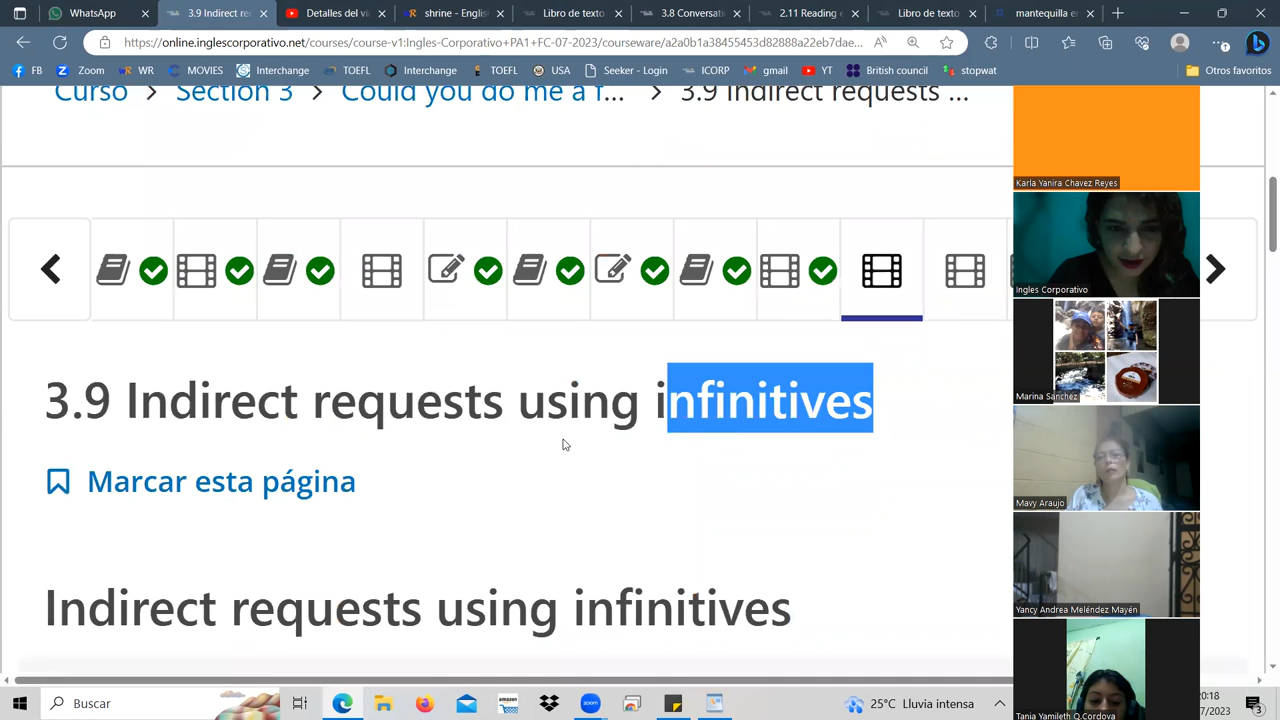 WhatsApp
3.9 Indirect re
Detalles del vi
shrine - Englis
Libro de texto
3.8 Conversati
2.11 Reading e
Libro de texto
mantequilla e
https://online.inglescorporativo.net/courses/course-v1:Ingles-Corporativo+PA1+FC-07-2023/courseware/a2a0b1a38455453d82888a22eb7dae...
FB
Zoom
WR
MOVIES
Interchange
TOEFL
Interchange
TOEFL
USA
Seeker - Login
ICORP
gmail
YT
British council
stopwat
Otros favoritos
Curso > Section 3 > Could you do me a f... > 3.9 Indirect requests ...
3.9 Indirect requests using infinitives
Marcar esta página
Indirect requests using infinitives
Karla Yanira Chavez Reyes
Ingles Corporativo
Marina Sanchez
Mavy Araujo
Yancy Andrea Meléndez Mayén
Tania Yamileth Q.Cordova
Buscar
amazon
zoom
25°C Lluvia intensa
20:18
7/2023
3